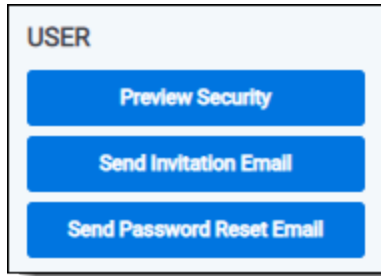 USER
Preview Security
Send Invitation Email
Send Password Reset Email